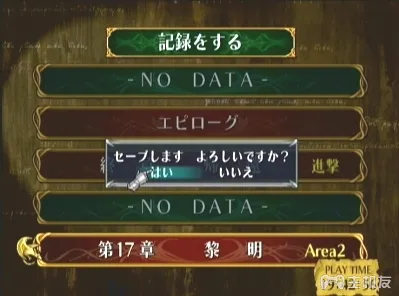 記録をする
-NO DATA-
エピローグ
セーブします よろしいですか?
はい いいえ
進撃
-NO DATA-
第17章 黎 明 Area2
PLAY TIME